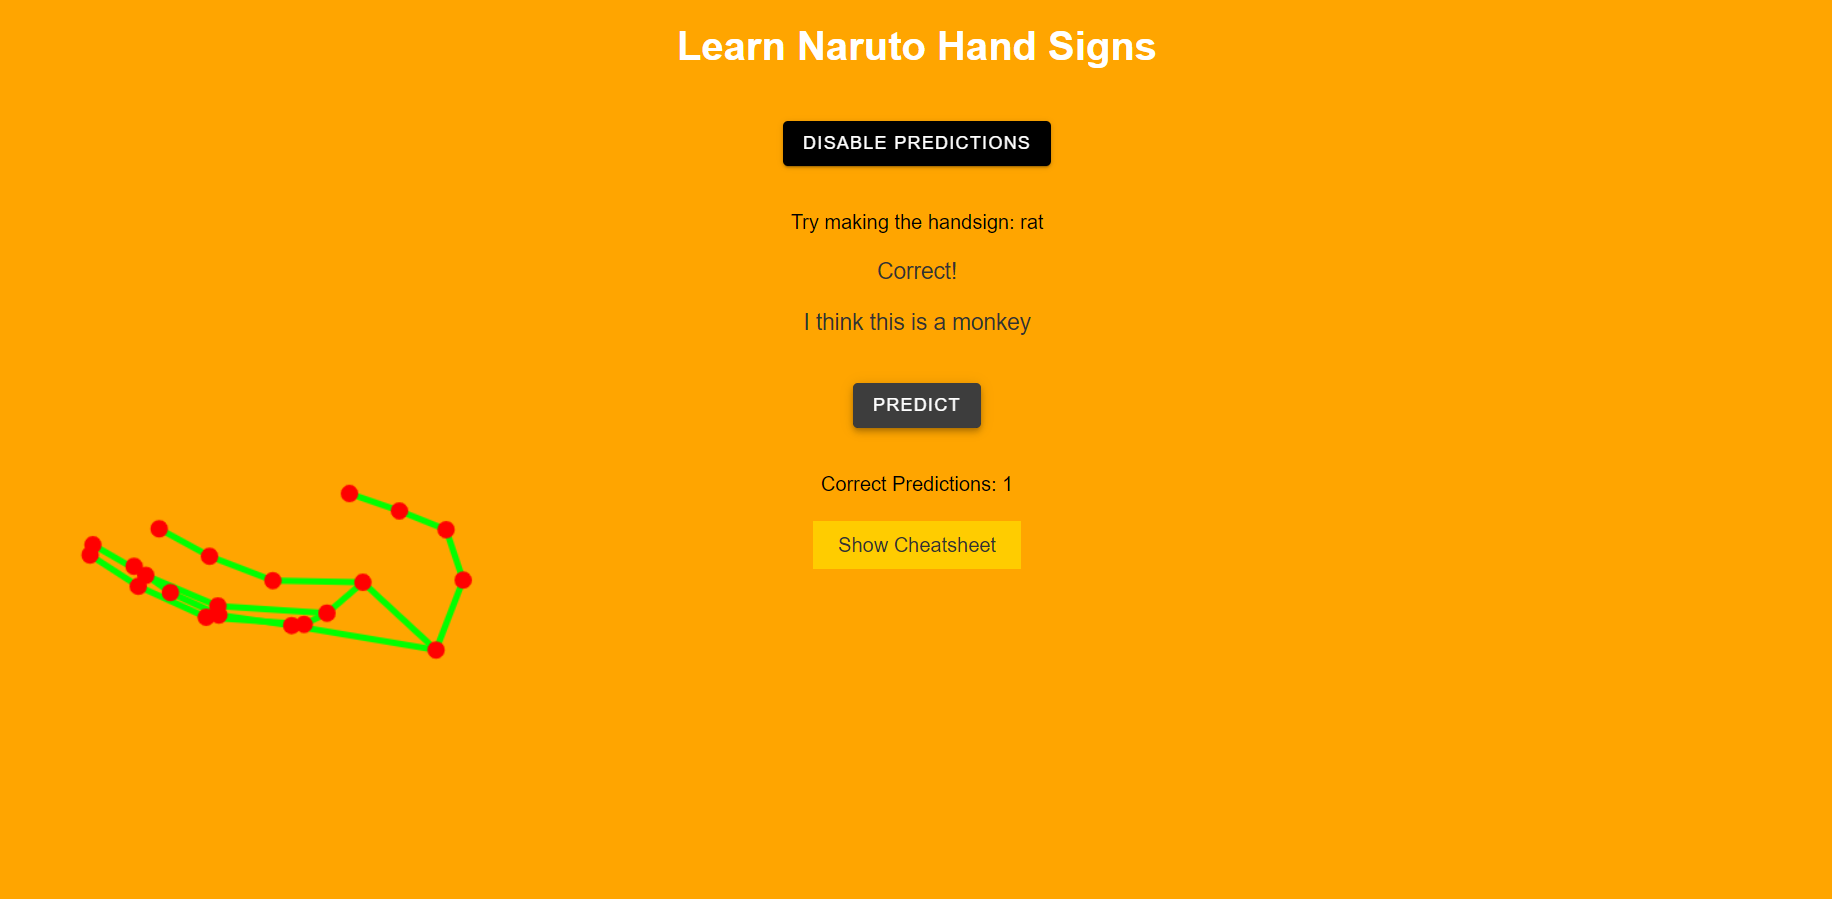 Learn Naruto Hand Signs
DISABLE PREDICTIONS
Try making the handsign: rat
Correct!
I think this is a monkey
PREDICT
Correct Predictions: 1
Show Cheatsheet